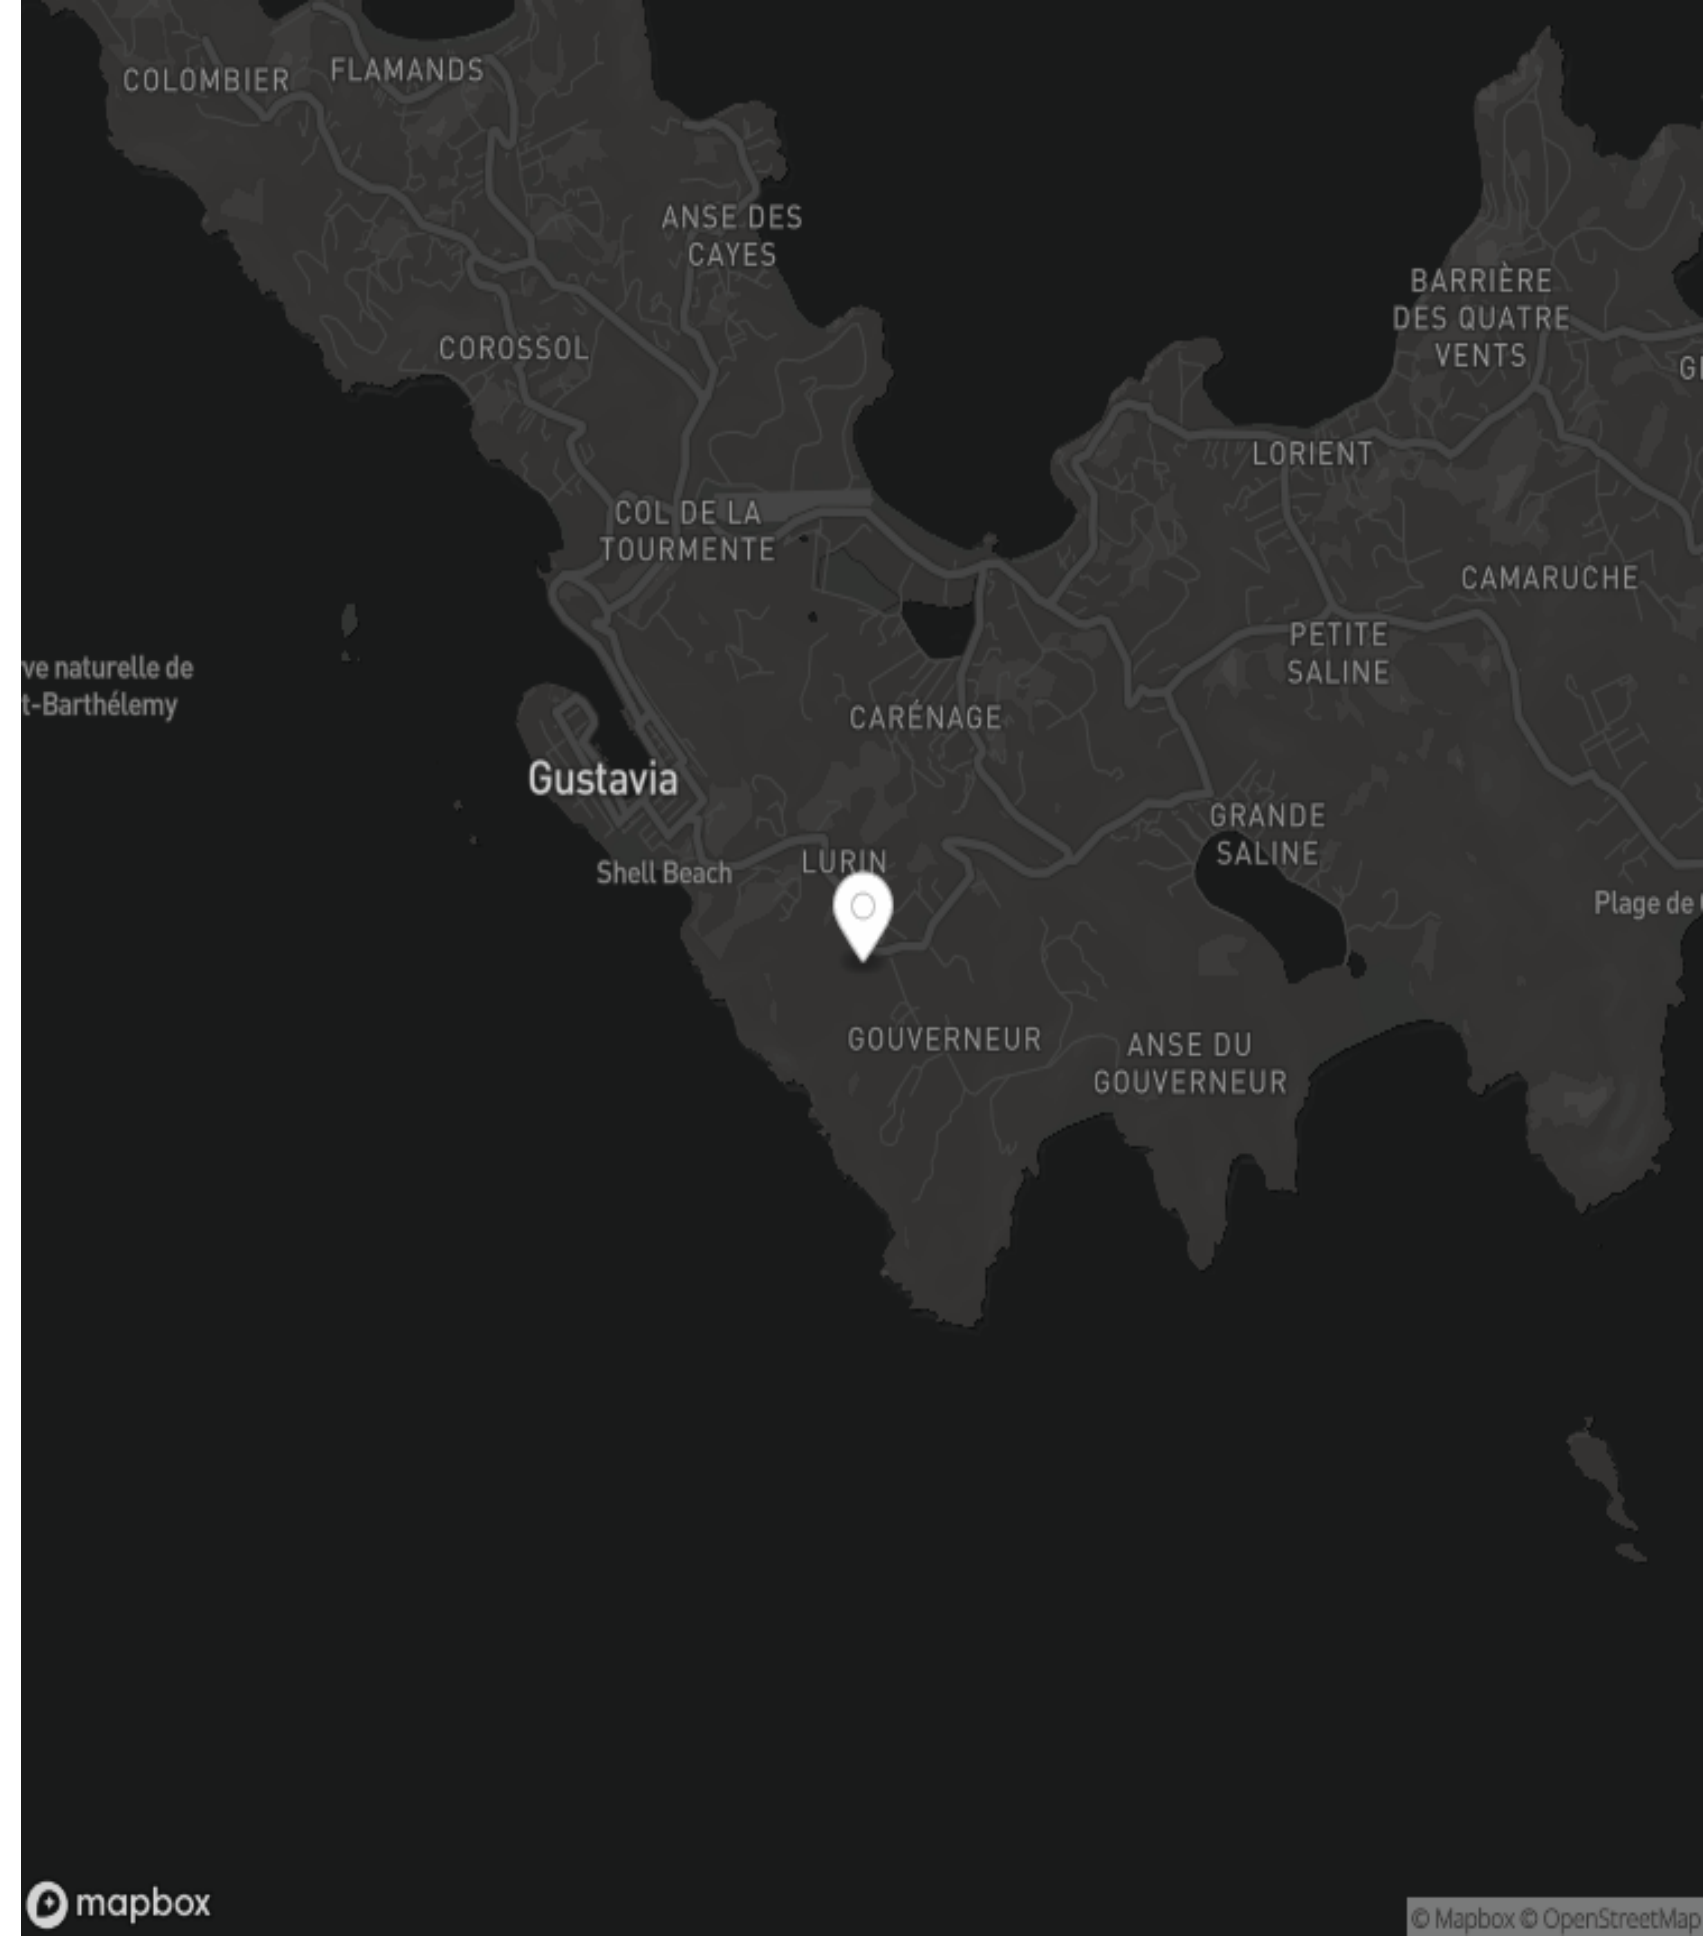 COLOMBIER
FLAMANDS
ANSE DES
CAYES
BARRIÈRE
DES QUATRE
VENTS
COROSSOL
LORIENT
COL DE LA
TOURMENTE
CAMARUCHE
PETITE
SALINE
ve naturelle de
t-Barthélemy
CARÉNAGE
Gustavia
GRANDE
SALINE
LURIN
Shell Beach
Plage de
GOUVERNEUR
ANSE DU
GOUVERNEUR
mapbox
© Mapbox © OpenStreetMap